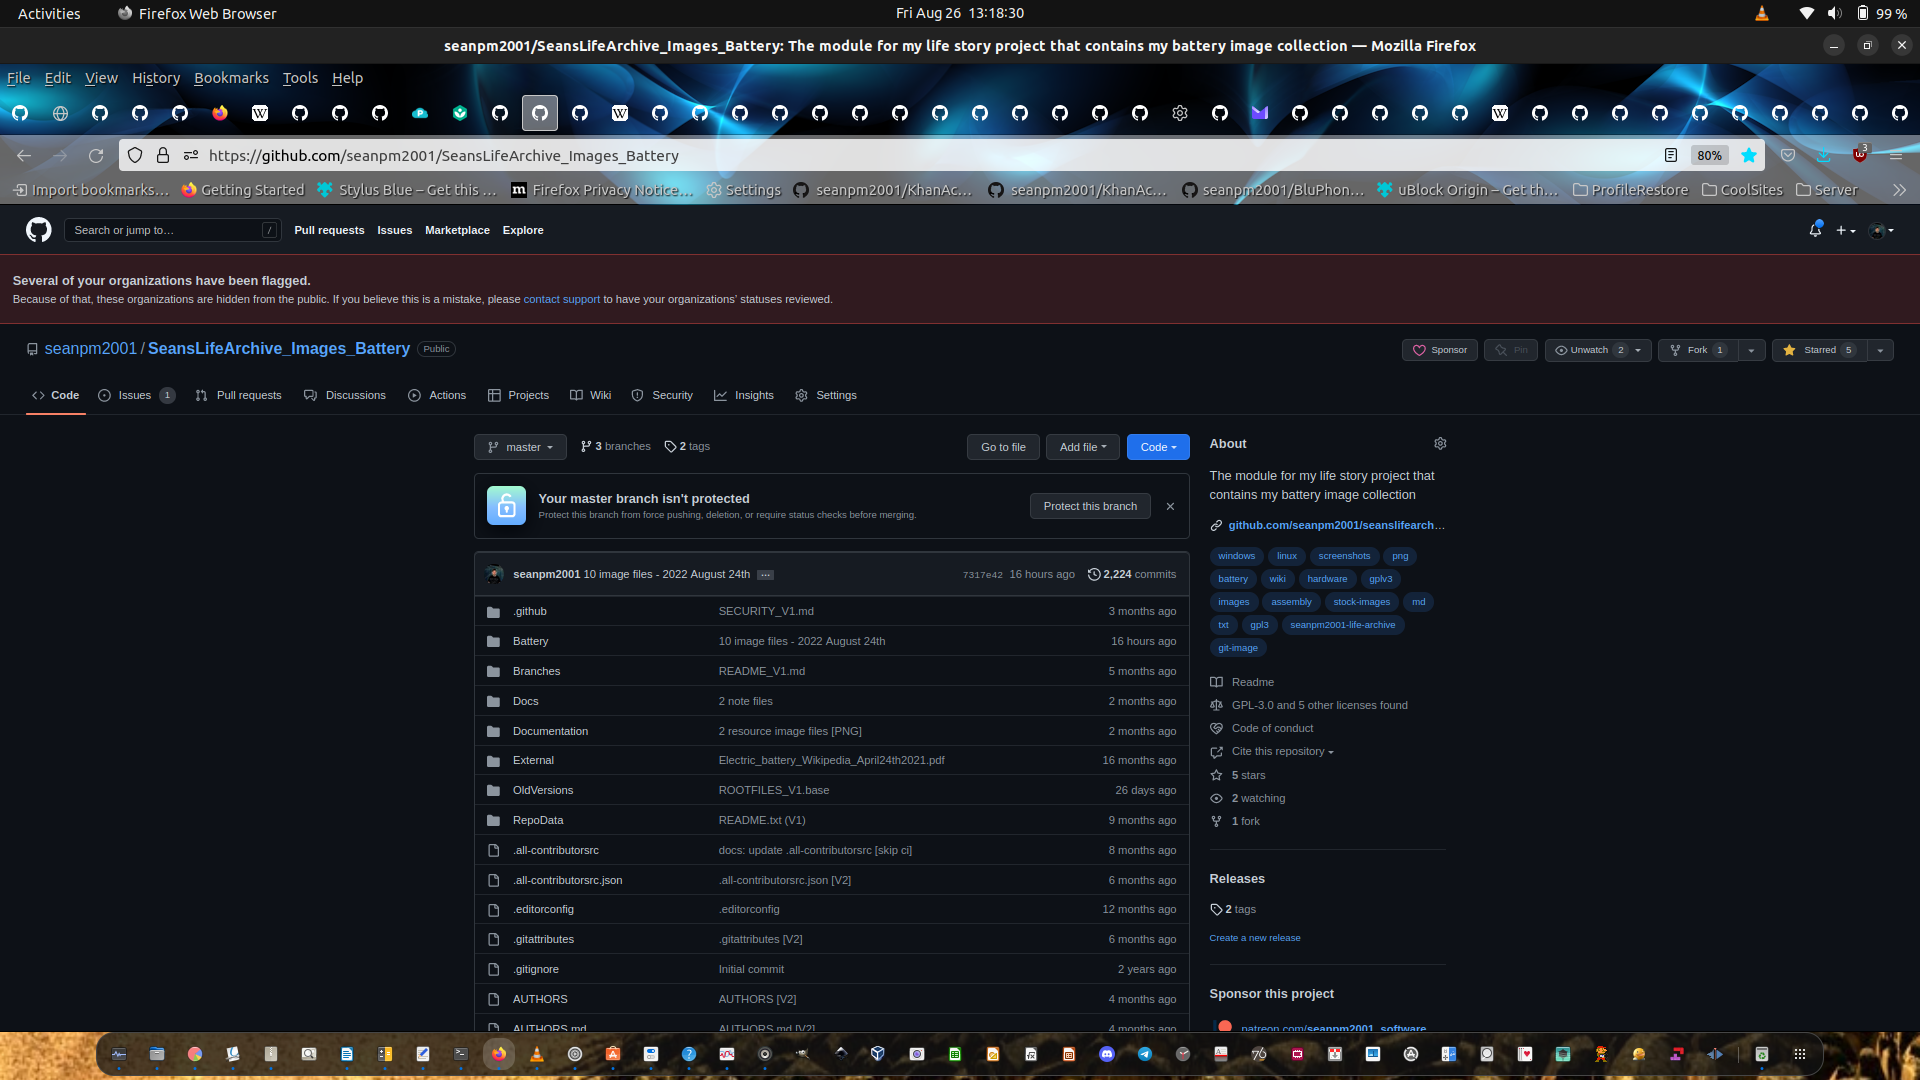 Activities
Firefox Web Browser
Fri Aug 26  13:18:30
99 %
seanpm2001/SeansLifeArchive_Images_Battery: The module for my life story project that contains my battery image collection — Mozilla Firefox
File Edit View History Bookmarks Tools Help
https://github.com/seanpm2001/SeansLifeArchive_Images_Battery
80%
3
Import bookmarks…
Getting Started
Stylus Blue – Get this …
Firefox Privacy Notice…
Settings
seanpm2001/KhanAc…
seanpm2001/KhanAc…
seanpm2001/BluPhon…
uBlock Origin – Get th…
ProfileRestore
CoolSites
Server
Search or jump to…
/
Pull requests Issues Marketplace Explore
Several of your organizations have been flagged.
Because of that, these organizations are hidden from the public. If you believe this is a mistake, please contact support to have your organizations' statuses reviewed.
seanpm2001 / SeansLifeArchive_Images_Battery
Public
Sponsor
Pin
Unwatch 2
Fork 1
Starred 5
Code
Issues 1
Pull requests
Discussions
Actions
Projects
Wiki
Security
Insights
Settings
master
3 branches
2 tags
Go to file
Add file
Code
Your master branch isn't protected
Protect this branch from force pushing, deletion, or require status checks before merging.
Protect this branch
seanpm2001 10 image files - 2022 August 24th …
7317e42 16 hours ago
2,224 commits
.github SECURITY_V1.md 3 months ago
Battery 10 image files - 2022 August 24th 16 hours ago
Branches README_V1.md 5 months ago
Docs 2 note files 2 months ago
Documentation 2 resource image files [PNG] 2 months ago
External Electric_battery_Wikipedia_April24th2021.pdf 16 months ago
OldVersions ROOTFILES_V1.base 26 days ago
RepoData README.txt (V1) 9 months ago
.all-contributorsrc docs: update .all-contributorsrc [skip ci] 8 months ago
.all-contributorsrc.json .all-contributorsrc.json [V2] 6 months ago
.editorconfig .editorconfig 12 months ago
.gitattributes .gitattributes [V2] 6 months ago
.gitignore Initial commit 2 years ago
AUTHORS AUTHORS [V2] 4 months ago
AUTHORS.md AUTHORS.md [V2] 4 months ago
About
The module for my life story project that
contains my battery image collection
github.com/seanpm2001/seanslifearch…
windows linux screenshots png
battery wiki hardware gplv3
images assembly stock-images md
txt gpl3 seanpm2001-life-archive
git-image
Readme
GPL-3.0 and 5 other licenses found
Code of conduct
Cite this repository
5 stars
2 watching
1 fork
Releases
2 tags
Create a new release
Sponsor this project
patreon.com/seanpm2001_software